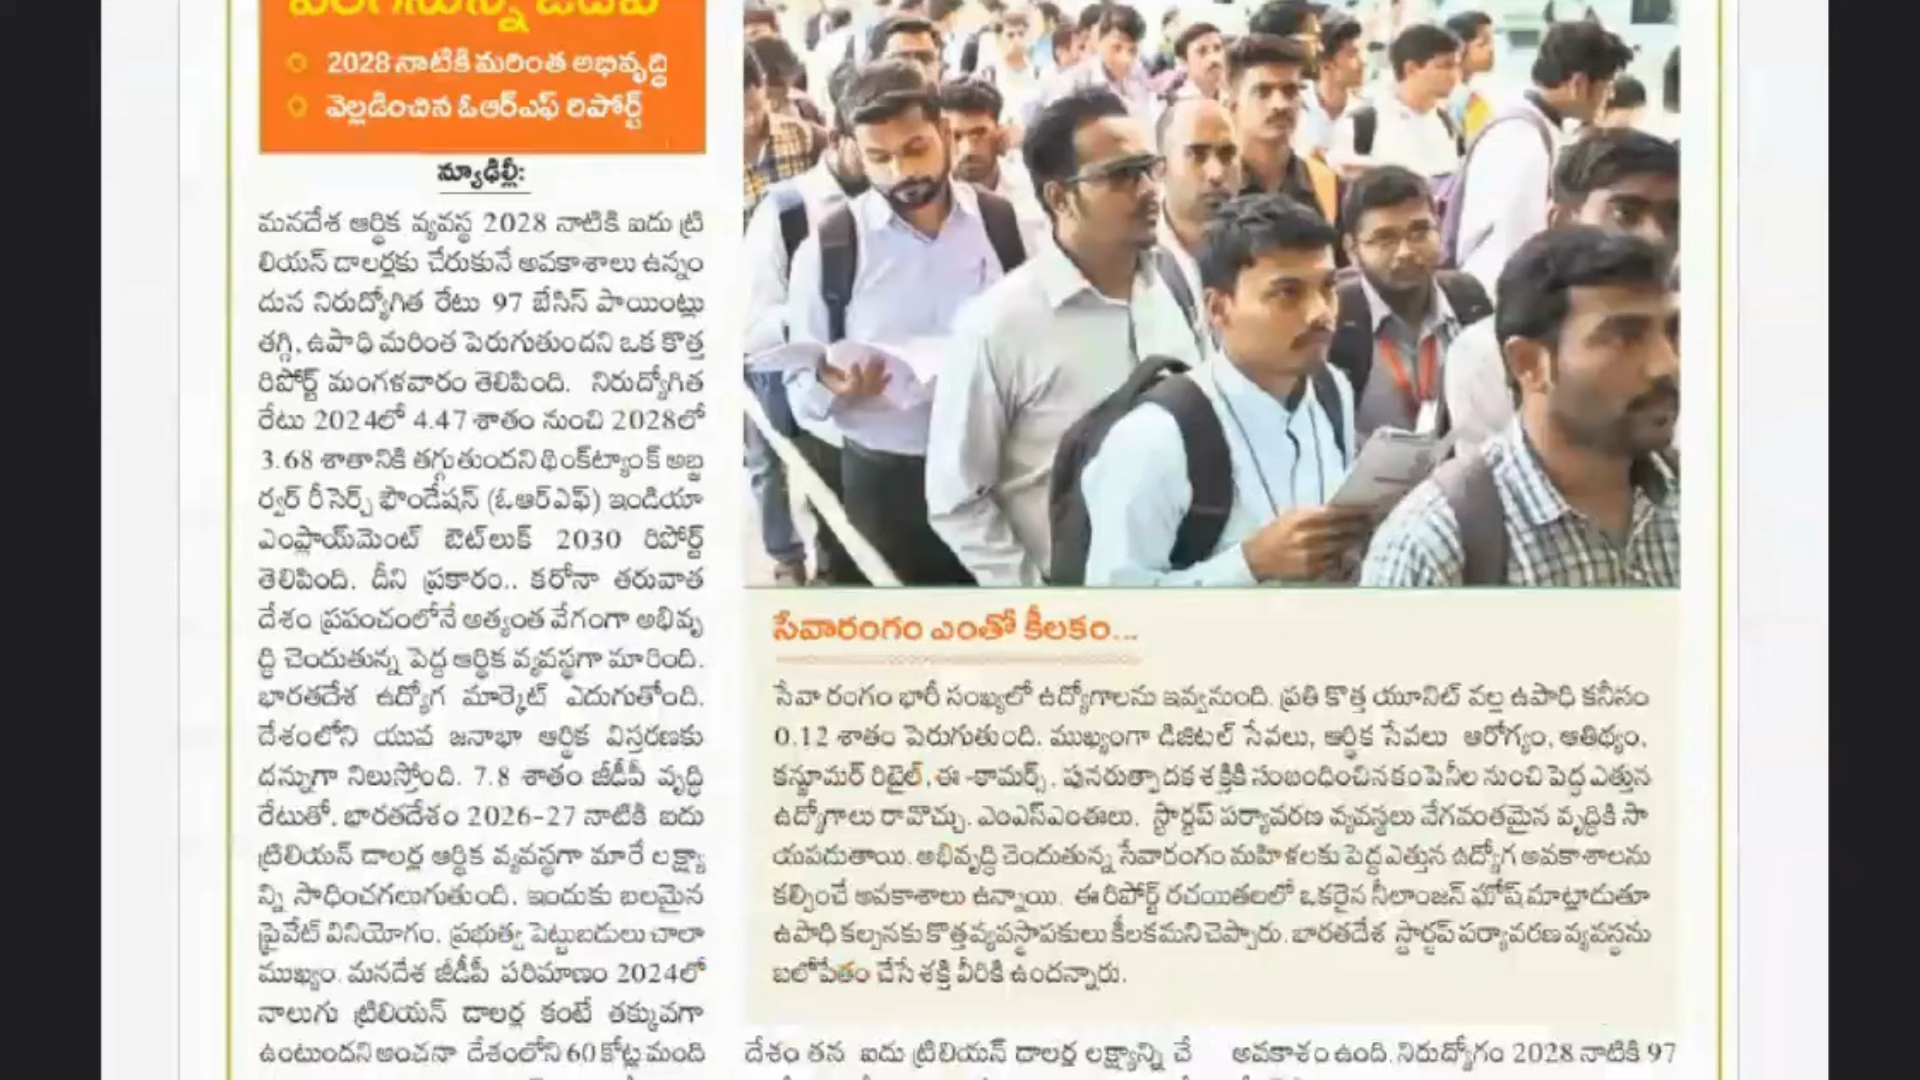 2028 నాటికి మరింత అభివృద్ధి
వెల్లడించిన ఓఆర్ఎఫ్ రిపోర్ట్
న్యూఢిల్లీ:
మనదేశ ఆర్థిక వ్యవస్థ 2028 నాటికి ఐదు ట్రి
లియన్ డాలర్లకు చేరుకునే అవకాశాలు ఉన్నం
దున నిరుద్యోగిత రేటు 97 బేసిస్ పాయింట్లు
తగ్గి, ఉపాధి మరింత పెరుగుతుందని ఒక కొత్త
రిపోర్ట్ మంగళవారం తెలిపింది. నిరుద్యోగిత
రేటు 2024లో 4.47 శాతం నుంచి 2028లో
3.68 శాతానికి తగ్గుతుందని థింక్‌ట్యాంక్ అబ్జ
ర్వర్ రీసెర్చ్ ఫౌండేషన్ (ఓఆర్ఎఫ్) ఇండియా
ఎంప్లాయ్‌మెంట్ ఔట్‌లుక్ 2030 రిపోర్ట్
తెలిపింది. దీని ప్రకారం.. కరోనా తరువాత
దేశం ప్రపంచంలోనే అత్యంత వేగంగా అభివృ
ద్ధి చెందుతున్న పెద్ద ఆర్థిక వ్యవస్థగా మారింది.
భారతదేశ ఉద్యోగ మార్కెట్ ఎదుగుతోంది.
దేశంలోని యువ జనాభా ఆర్థిక విస్తరణకు
దన్నుగా నిలుస్తోంది. 7.8 శాతం జీడీపీ వృద్ధి
రేటుతో, భారతదేశం 2026-27 నాటికి ఐదు
ట్రిలియన్ డాలర్ల ఆర్థిక వ్యవస్థగా మారే లక్ష్యా
న్ని సాధించగలుగుతుంది. ఇందుకు బలమైన
ప్రైవేట్ వినియోగం, ప్రభుత్వ పెట్టుబడులు చాలా
ముఖ్యం. మనదేశ జీడీపీ పరిమాణం 2024లో
నాలుగు ట్రిలియన్ డాలర్ల కంటే తక్కువగా
ఉంటుందని అంచనా దేశంలోని 60 కోట్ల మంది
సేవారంగం ఎంతో కీలకం...
సేవా రంగం భారీ సంఖ్యలో ఉద్యోగాలను ఇవ్వనుంది. ప్రతి కొత్త యూనిట్ వల్ల ఉపాధి కనీసం
0.12 శాతం పెరుగుతుంది. ముఖ్యంగా డిజిటల్ సేవలు, ఆర్థిక సేవలు ఆరోగ్యం, ఆతిథ్యం,
కన్జూమర్ రిటైల్, ఈ-కామర్స్, పునరుత్పాదక శక్తికి సంబంధించిన కంపెనీల నుంచి పెద్ద ఎత్తున
ఉద్యోగాలు రావొచ్చు. ఎంఎస్ఎంఈలు, స్టార్టప్ పర్యావరణ వ్యవస్థలు వేగవంతమైన వృద్ధికి సా
యపడుతాయి. అభివృద్ధి చెందుతున్న సేవారంగం మహిళలకు పెద్ద ఎత్తున ఉద్యోగ అవకాశాలను
కల్పించే అవకాశాలు ఉన్నాయి. ఈ రిపోర్ట్ రచయితలలో ఒకరైన నీలాంజన్ ఘోష్ మాట్లాడుతూ
ఉపాధి కల్పనకు కొత్త వ్యవస్థాపకులు కీలకమని చెప్పారు. భారతదేశ స్టార్టప్ పర్యావరణ వ్యవస్థను
బలోపేతం చేసే శక్తి వీరికి ఉందన్నారు.
దేశం తన ఐదు ట్రిలియన్ డాలర్ల లక్ష్యాన్ని చే
అవకాశం ఉంది. నిరుద్యోగం 2028 నాటికి 97